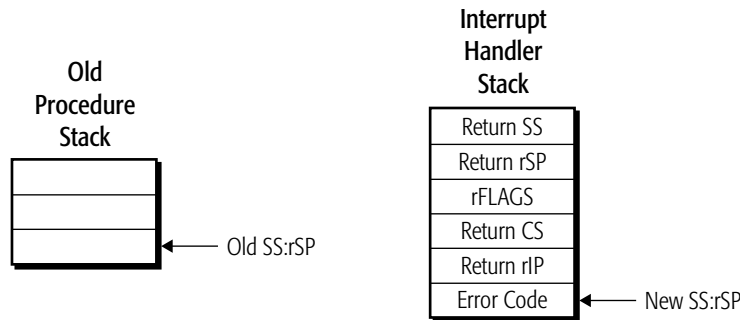 Old
Procedure
Stack
Old SS:rSP
Interrupt
Handler
Stack
Return SS
Return rSP
rFLAGS
Return CS
Return rIP
Error Code
New SS:rSP